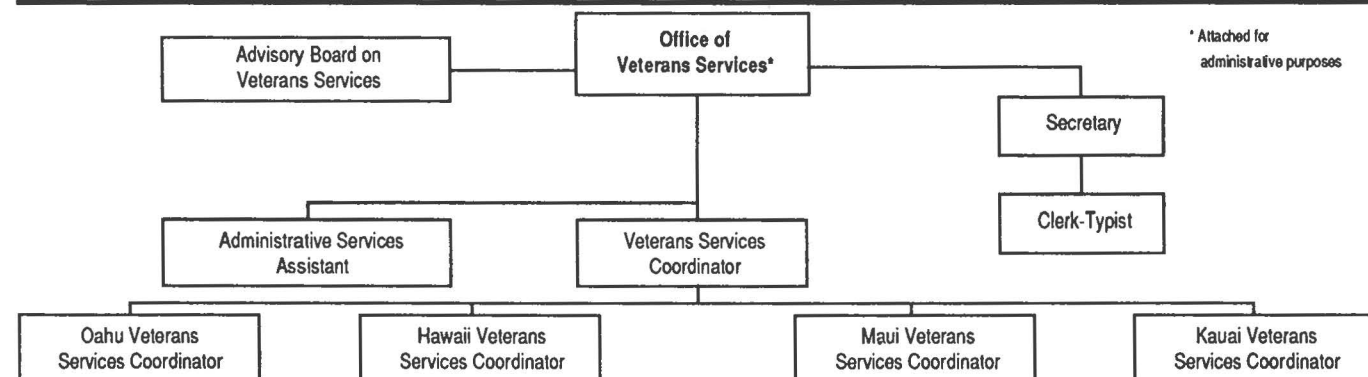 Office of
Veterans Services*
* Attached for
administrative purposes
Advisory Board on
Veterans Services
Secretary
Clerk-Typist
Administrative Services
Assistant
Veterans Services
Coordinator
Oahu Veterans
Services Coordinator
Hawaii Veterans
Services Coordinator
Maui Veterans
Services Coordinator
Kauai Veterans
Services Coordinator